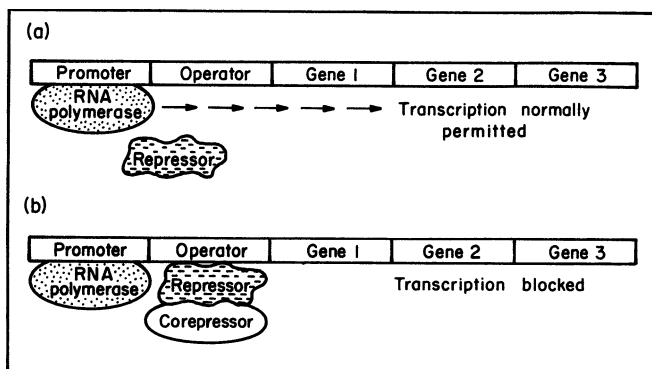 (a)
Promoter Operator Gene 1 Gene 2 Gene 3
RNA polymerase
Transcription normally permitted
Repressor
(b)
Promoter Operator Gene 1 Gene 2 Gene 3
RNA polymerase
Repressor
Transcription blocked
Corepressor